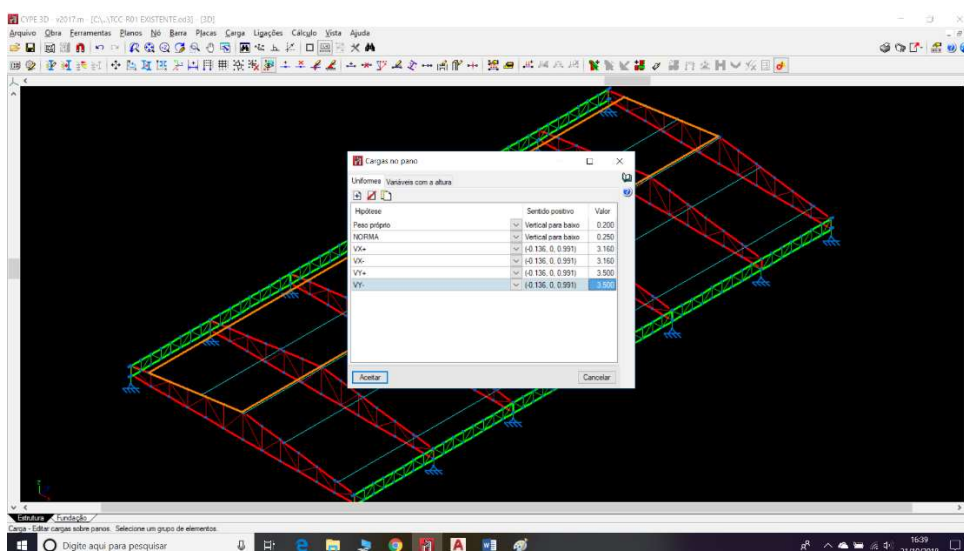 CYPE 3D - v2017.m - [C:\...\TCC R01 EXISTENTE.ed3] - [3D]
Arquivo Obra Ferramentas Planos Nó Barra Placas Carga Ligações Cálculo Vista Ajuda
Cargas no pano
Uniformes Variáveis com a altura
Hipótese Sentido positivo Valor
Peso próprio Vertical para baixo 0.200
NORMA Vertical para baixo 0.250
VX+ (-0.136, 0, 0.991) 3.160
VX- (-0.136, 0, 0.991) 3.160
VY+ (-0.136, 0, 0.991) 3.500
VY- (-0.136, 0, 0.991) 3.500
Aceitar Cancelar
Estrutura Fundação
Carga - Editar cargas sobre panos. Selecione um grupo de elementos.
Digite aqui para pesquisar
16:39